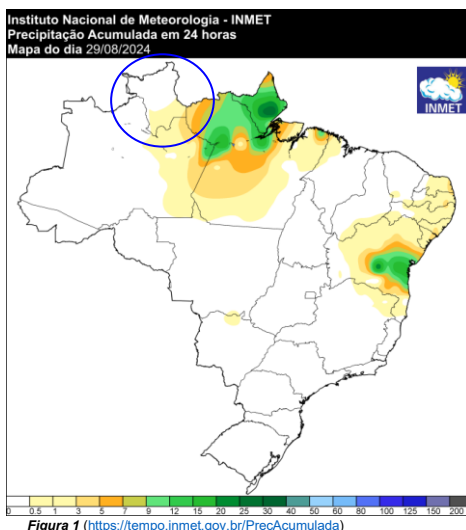 Instituto Nacional de Meteorologia - INMET
Precipitação Acumulada em 24 horas
Mapa do dia 29/08/2024
INMET
0 0.5 1 3 5 7 9 12 15 20 25 30 40 50 60 80 100 125 150 200
Figura 1 (https://tempo.inmet.gov.br/PrecAcumulada)